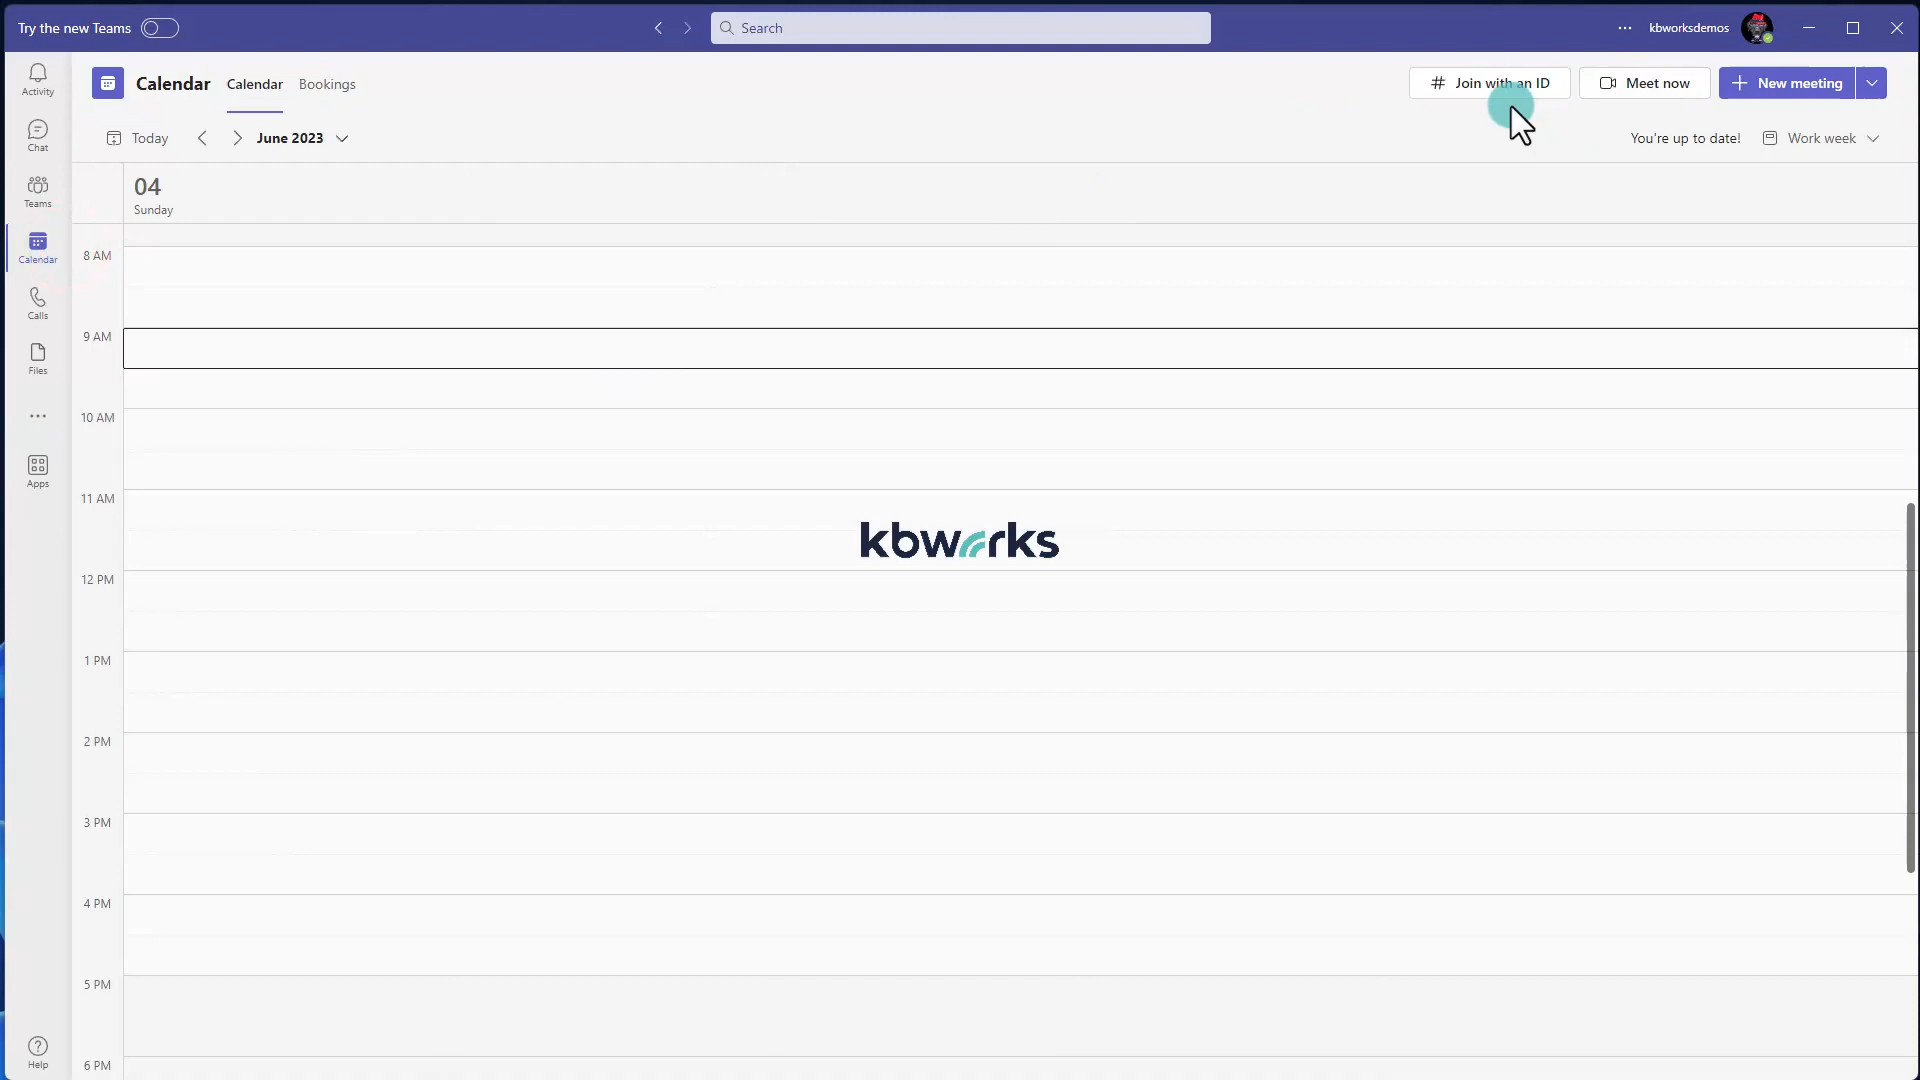 Try the new Teams
Search
kbworksdemos
Activity
Chat
Teams
Calendar
Calls
Files
Apps
Help
Calendar Calendar Bookings
# Join with an ID Meet now New meeting
Today June 2023
You're up to date! Work week
04
Sunday
8 AM
9 AM
10 AM
11 AM
12 PM
1 PM
2 PM
3 PM
4 PM
5 PM
6 PM
kbworks